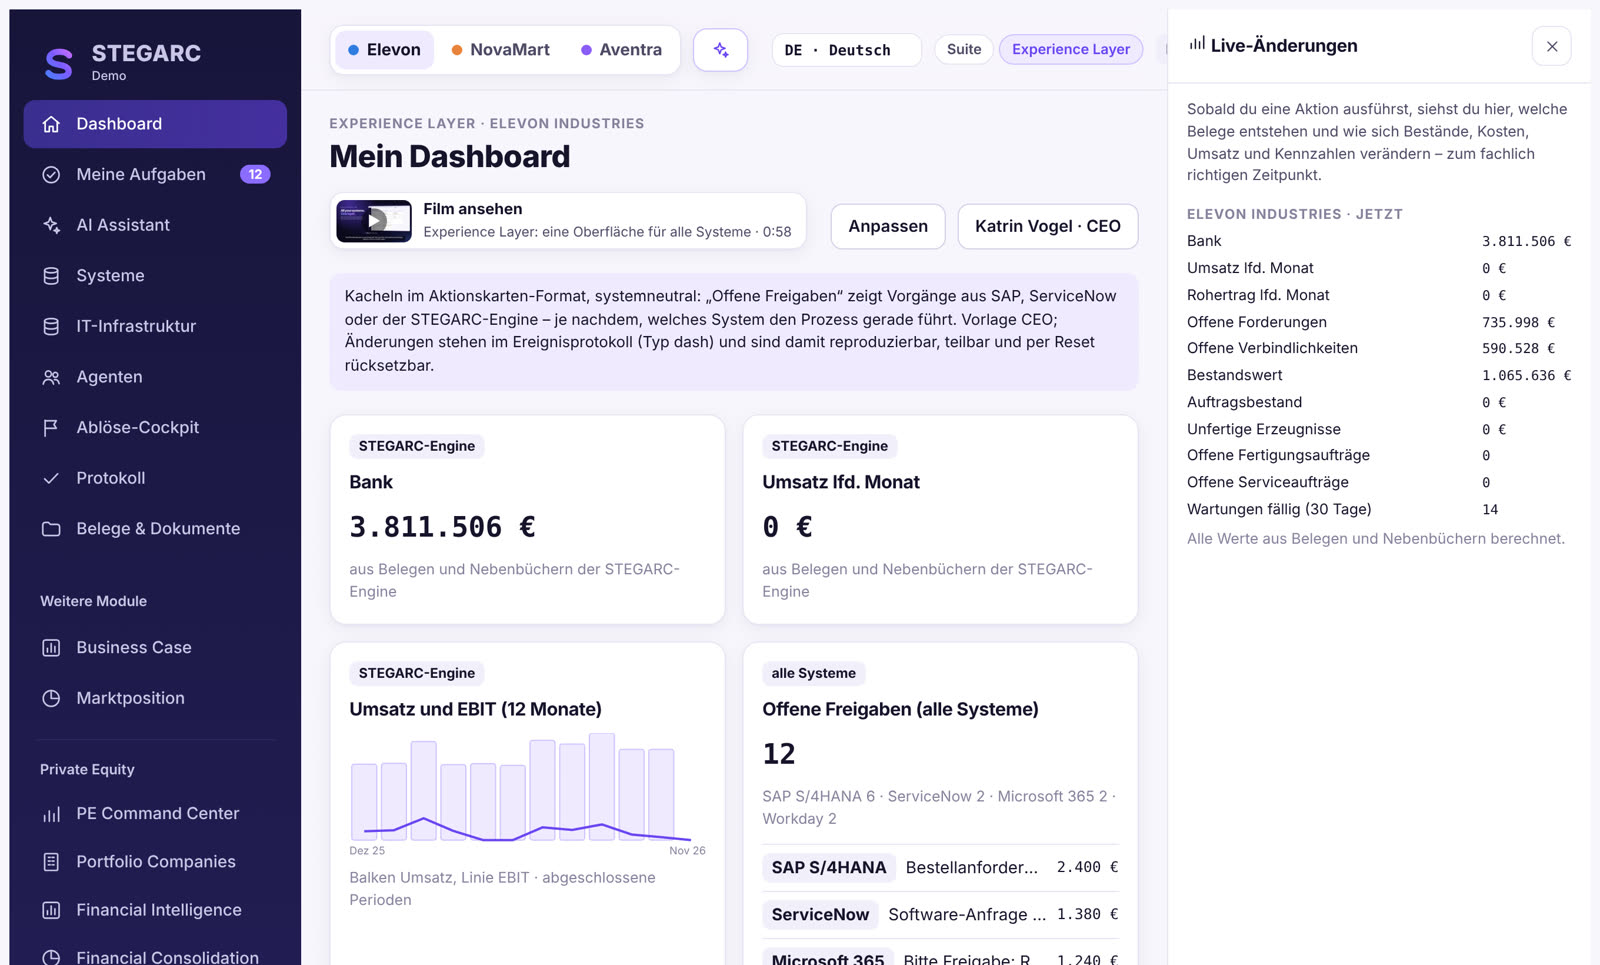 STEGARC
Demo
Dashboard
Meine Aufgaben 12
AI Assistant
Systeme
IT-Infrastruktur
Agenten
Ablöse-Cockpit
Protokoll
Belege & Dokumente
Weitere Module
Business Case
Marktposition
Private Equity
PE Command Center
Portfolio Companies
Financial Intelligence
Financial Consolidation
Elevon NovaMart Aventra
DE · Deutsch
Suite
Experience Layer
EXPERIENCE LAYER · ELEVON INDUSTRIES
Mein Dashboard
Film ansehen
Experience Layer: eine Oberfläche für alle Systeme · 0:58
Anpassen
Katrin Vogel · CEO
Kacheln im Aktionskarten-Format, systemneutral: „Offene Freigaben“ zeigt Vorgänge aus SAP, ServiceNow
oder der STEGARC-Engine – je nachdem, welches System den Prozess gerade führt. Vorlage CEO;
Änderungen stehen im Ereignisprotokoll (Typ dash) und sind damit reproduzierbar, teilbar und per Reset
rücksetzbar.
STEGARC-Engine
Bank
3.811.506 €
aus Belegen und Nebenbüchern der STEGARC-
Engine
STEGARC-Engine
Umsatz lfd. Monat
0 €
aus Belegen und Nebenbüchern der STEGARC-
Engine
STEGARC-Engine
Umsatz und EBIT (12 Monate)
Dez 25 Nov 26
Balken Umsatz, Linie EBIT · abgeschlossene
Perioden
alle Systeme
Offene Freigaben (alle Systeme)
12
SAP S/4HANA 6 · ServiceNow 2 · Microsoft 365 2 ·
Workday 2
SAP S/4HANA Bestellanforder... 2.400 €
ServiceNow Software-Anfrage ... 1.380 €
Microsoft 365 Bitte Freigabe: R... 1.240 €
Live-Änderungen
Sobald du eine Aktion ausführst, siehst du hier, welche
Belege entstehen und wie sich Bestände, Kosten,
Umsatz und Kennzahlen verändern – zum fachlich
richtigen Zeitpunkt.
ELEVON INDUSTRIES · JETZT
Bank 3.811.506 €
Umsatz lfd. Monat 0 €
Rohertrag lfd. Monat 0 €
Offene Forderungen 735.998 €
Offene Verbindlichkeiten 590.528 €
Bestandswert 1.065.636 €
Auftragsbestand 0 €
Unfertige Erzeugnisse 0 €
Offene Fertigungsaufträge 0
Offene Serviceaufträge 0
Wartungen fällig (30 Tage) 14
Alle Werte aus Belegen und Nebenbüchern berechnet.